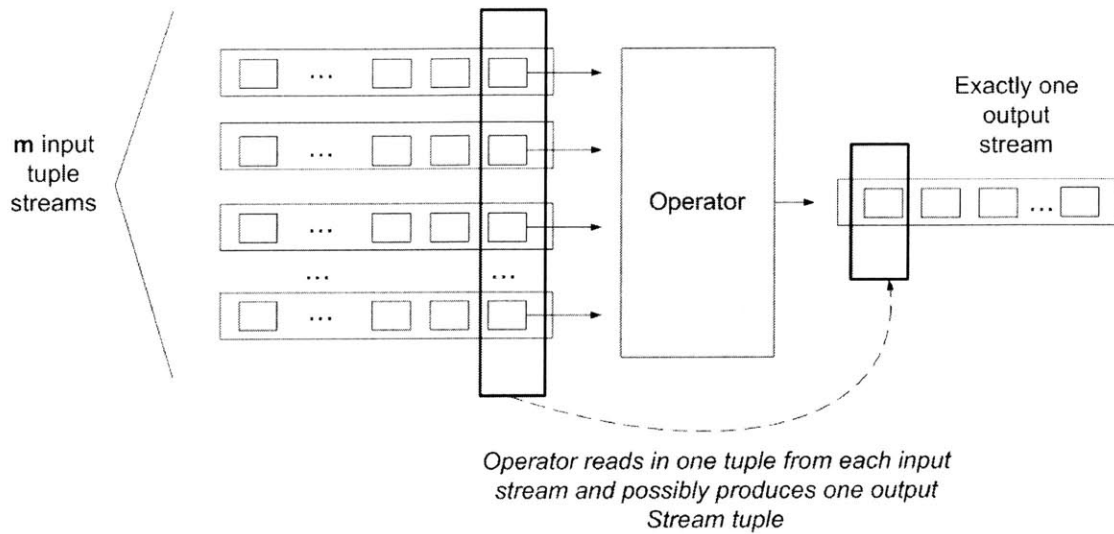 m input
tuple
streams
...
...
...
...
...
...
Operator
Exactly one
output
stream
...
Operator reads in one tuple from each input
stream and possibly produces one output
Stream tuple